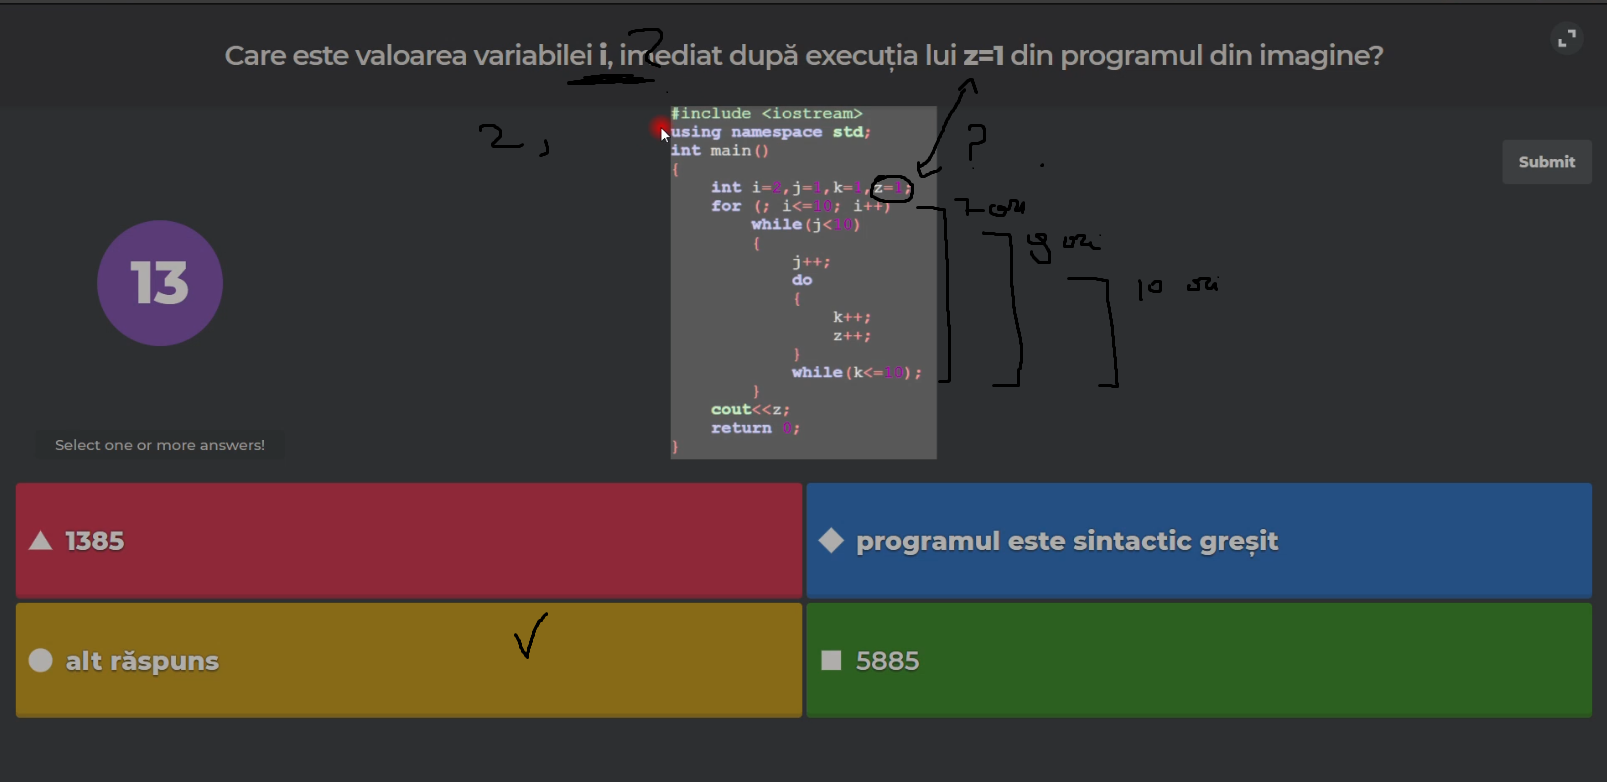 Care este valoarea variabilei i, imediat după execuția lui z=1 din programul din imagine?
2
2,
?
#include <iostream>
using namespace std;
int main()
{
int i=2,j=1,k=1,z=1;
for (; i<=10; i++)
while(j<10)
{
j++;
do
{
k++;
z++;
}
while(k<=10);
}
cout<<z;
return 0;
}
9 ori
10 ori
Submit
13
Select one or more answers!
1385
programul este sintactic greșit
alt răspuns
5885